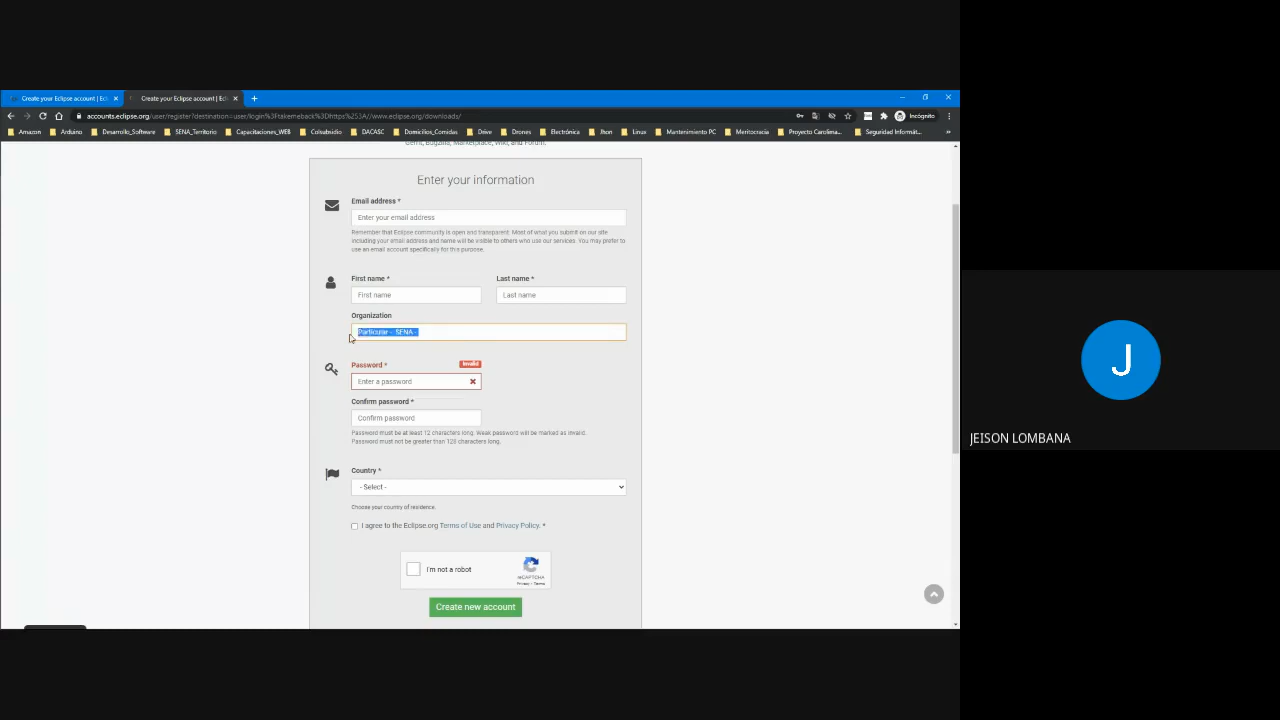 Create your Eclipse account | Ecl
Create your Eclipse account | Ecl
accounts.eclipse.org/user/register?destination=user/login%3Ftakemeback%3Dhttps%253A//www.eclipse.org/downloads/
Incógnito
Amazon
Arduino
Desarrollo_Software
SENA_Territorio
Capacitaciones_WEB
Colsubsidio
DACASC
Domicilios_Comidas
Drive
Drones
Electrónica
Jhon
Linux
Mantenimiento PC
Meritocracia
Proyecto Carolina...
Seguridad Informát...
Gerrit, Bugzilla, Marketplace, Wiki, and Forum.
Enter your information
Email address *
Enter your email address
Remember that Eclipse community is open and transparent. Most of what you submit on our site
including your email address and name will be visible to others who use our services. You may prefer to
use an email account specifically for this purpose.
First name *
Last name *
First name
Last name
Organization
Particular - SENA -
Password *
Invalid
Enter a password
Confirm password *
Confirm password
Password must be at least 12 characters long. Weak password will be marked as invalid.
Password must not be greater than 128 characters long.
Country *
- Select -
Choose your country of residence.
I agree to the Eclipse.org Terms of Use and Privacy Policy. *
I'm not a robot
reCAPTCHA
Privacy - Terms
Create new account
J
JEISON LOMBANA